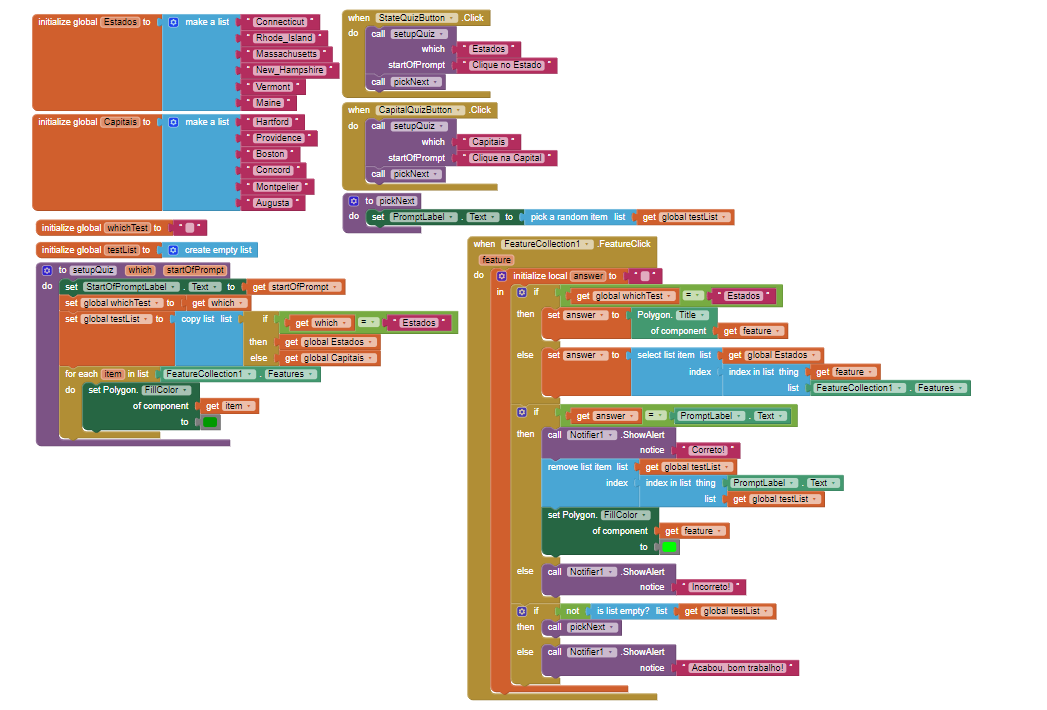 initialize global Estados to make a list " Connecticut "
" Rhode_Island "
" Massachusetts "
" New_Hampshire "
" Vermont "
" Maine "
initialize global Capitais to make a list " Hartford "
" Providence "
" Boston "
" Concord "
" Montpelier "
" Augusta "
initialize global whichTest to " "
initialize global testList to create empty list
to setupQuiz which startOfPrompt
do set StartOfPromptLabel . Text to get startOfPrompt
set global whichTest to get which
set global testList to copy list list if get which = " Estados "
then get global Estados
else get global Capitais
for each item in list FeatureCollection1 . Features
do set Polygon. FillColor
of component get item
to
when StateQuizButton .Click
do call setupQuiz
which " Estados "
startOfPrompt " Clique no Estado "
call pickNext
when CapitalQuizButton .Click
do call setupQuiz
which " Capitais "
startOfPrompt " Clique na Capital "
call pickNext
to pickNext
do set PromptLabel . Text to pick a random item list get global testList
when FeatureCollection1 .FeatureClick
feature
do initialize local answer to " "
in if get global whichTest = " Estados "
then set answer to Polygon. Title
of component get feature
else set answer to select list item list get global Estados
index index in list thing get feature
list FeatureCollection1 . Features
if get answer = PromptLabel . Text
then call Notifier1 .ShowAlert
notice " Correto! "
remove list item list get global testList
index index in list thing PromptLabel . Text
list get global testList
set Polygon. FillColor
of component get feature
to
else call Notifier1 .ShowAlert
notice " Incorreto! "
if not is list empty? list get global testList
then call pickNext
else call Notifier1 .ShowAlert
notice " Acabou, bom trabalho! "